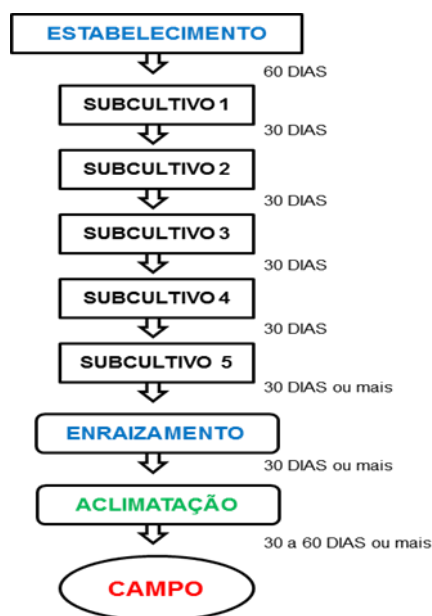 ESTABELECIMENTO
60 DIAS
SUBCULTIVO 1
30 DIAS
SUBCULTIVO 2
30 DIAS
SUBCULTIVO 3
30 DIAS
SUBCULTIVO 4
30 DIAS
SUBCULTIVO 5
30 DIAS ou mais
ENRAIZAMENTO
30 DIAS ou mais
ACLIMATAÇÃO
30 a 60 DIAS ou mais
CAMPO